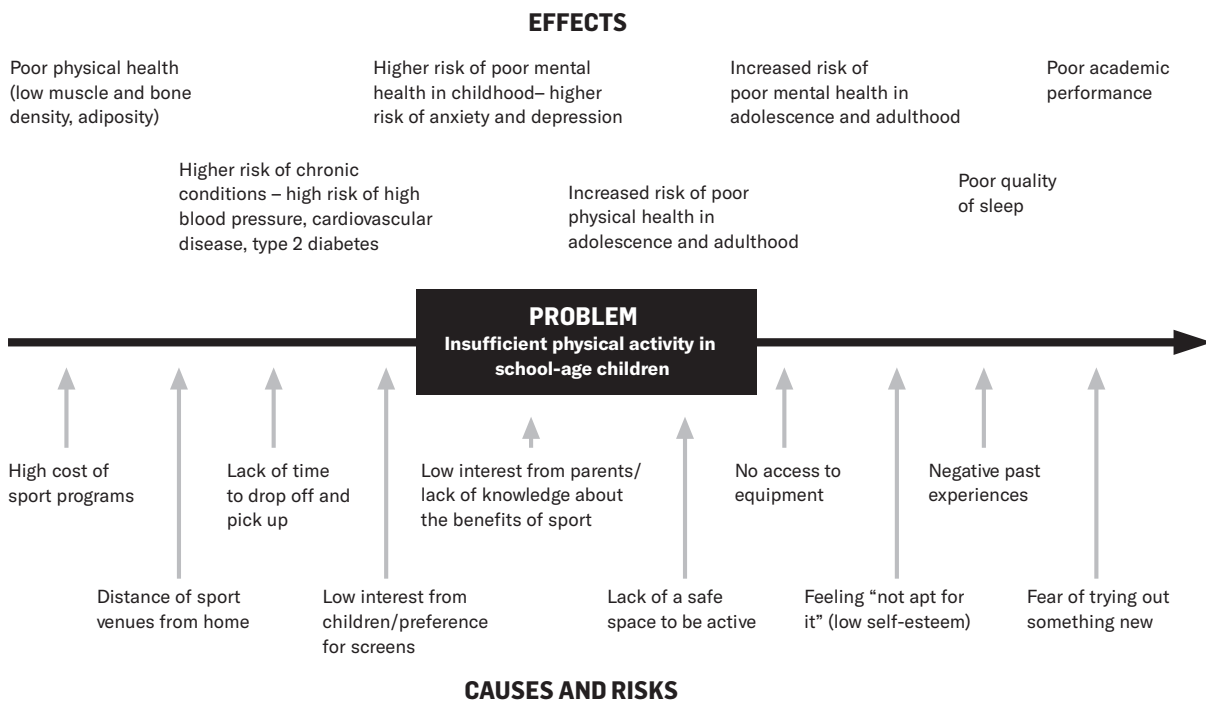 EFFECTS
Poor physical health
(low muscle and bone
density, adiposity)
Higher risk of poor mental
health in childhood– higher
risk of anxiety and depression
Increased risk of
poor mental health in
adolescence and adulthood
Poor academic
performance
Higher risk of chronic
conditions – high risk of high
blood pressure, cardiovascular
disease, type 2 diabetes
Increased risk of poor
physical health in
adolescence and adulthood
Poor quality
of sleep
PROBLEM
Insufficient physical activity in
school-age children
High cost of
sport programs
Lack of time
to drop off and
pick up
Low interest from parents/
lack of knowledge about
the benefits of sport
No access to
equipment
Negative past
experiences
Distance of sport
venues from home
Low interest from
children/preference
for screens
Lack of a safe
space to be active
Feeling “not apt for
it” (low self-esteem)
Fear of trying out
something new
CAUSES AND RISKS